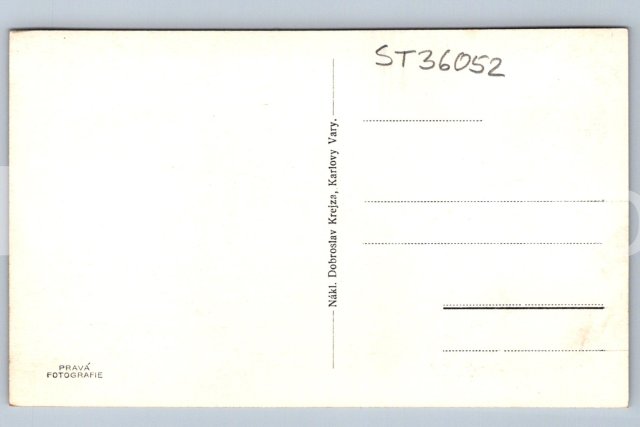 ST36052
Nákl. Dobroslav Krejza, Karlovy Vary.
PRAVÁ
FOTOGRAFIE